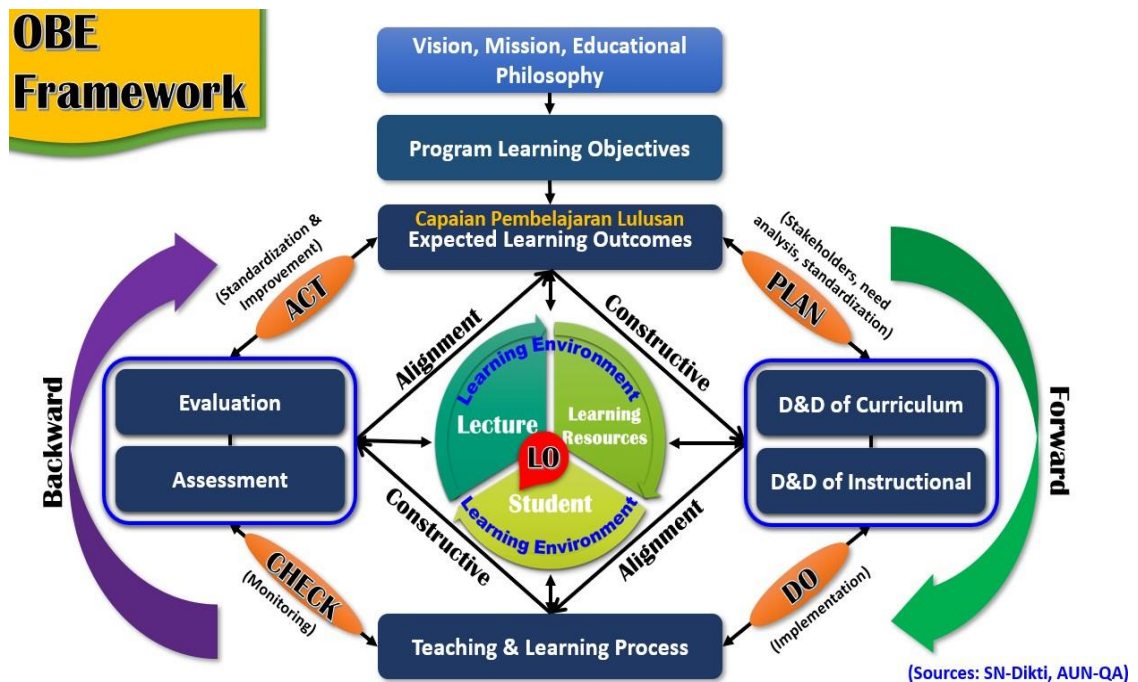 OBE
Framework
Vision, Mission, Educational
Philosophy
Program Learning Objectives
Capaian Pembelajaran Lulusan
Expected Learning Outcomes
(Standardization &
Improvement)
ACT
(Stakeholders, need
analysis, standardization)
PLAN
Alignment
Constructive
Learning Environment
Lecture
Learning
Resources
LO
Student
Learning Environment
Evaluation
Assessment
D&D of Curriculum
D&D of Instructional
Backward
Forward
Constructive
Alignment
CHECK
(Monitoring)
DO
(Implementation)
Teaching & Learning Process
(Sources: SN-Dikti, AUN-QA)